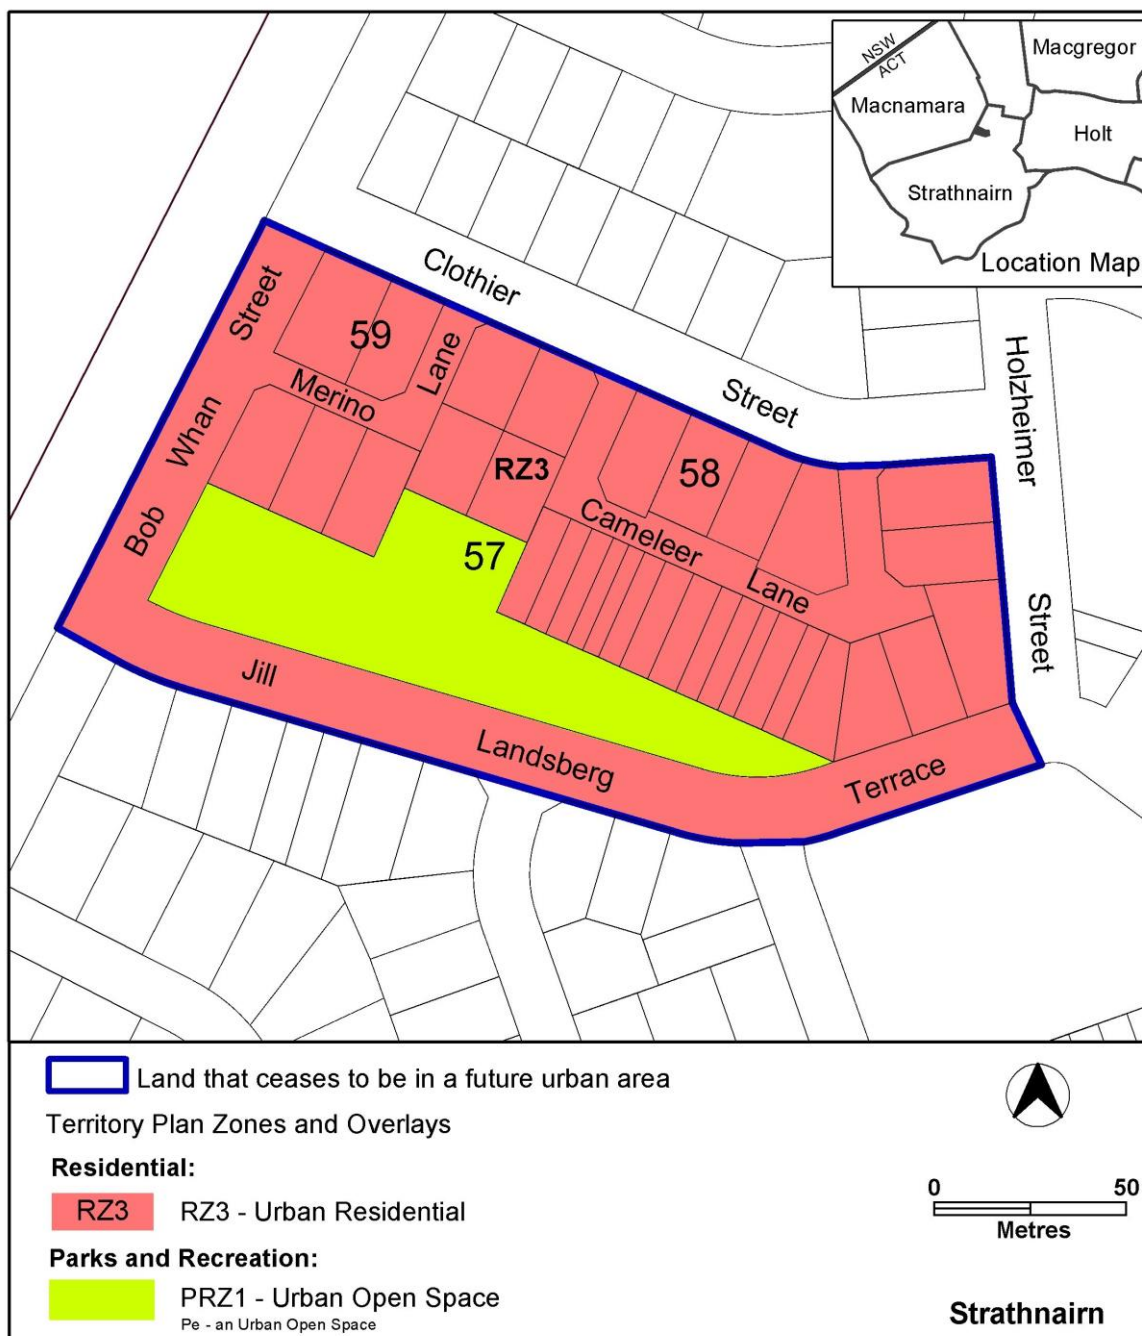 NSW
ACT
Macgregor
Macnamara
Holt
Strathnairn
Location Map
Clothier
Street
Holzheimer
Street
Street
Whan
Bob
59
Merino
Lane
RZ3
58
Cameleer
Lane
57
Jill
Landsberg
Terrace
Land that ceases to be in a future urban area
Territory Plan Zones and Overlays
Residential:
RZ3 RZ3 - Urban Residential
Parks and Recreation:
PRZ1 - Urban Open Space
Pe - an Urban Open Space
0 50
Metres
Strathnairn